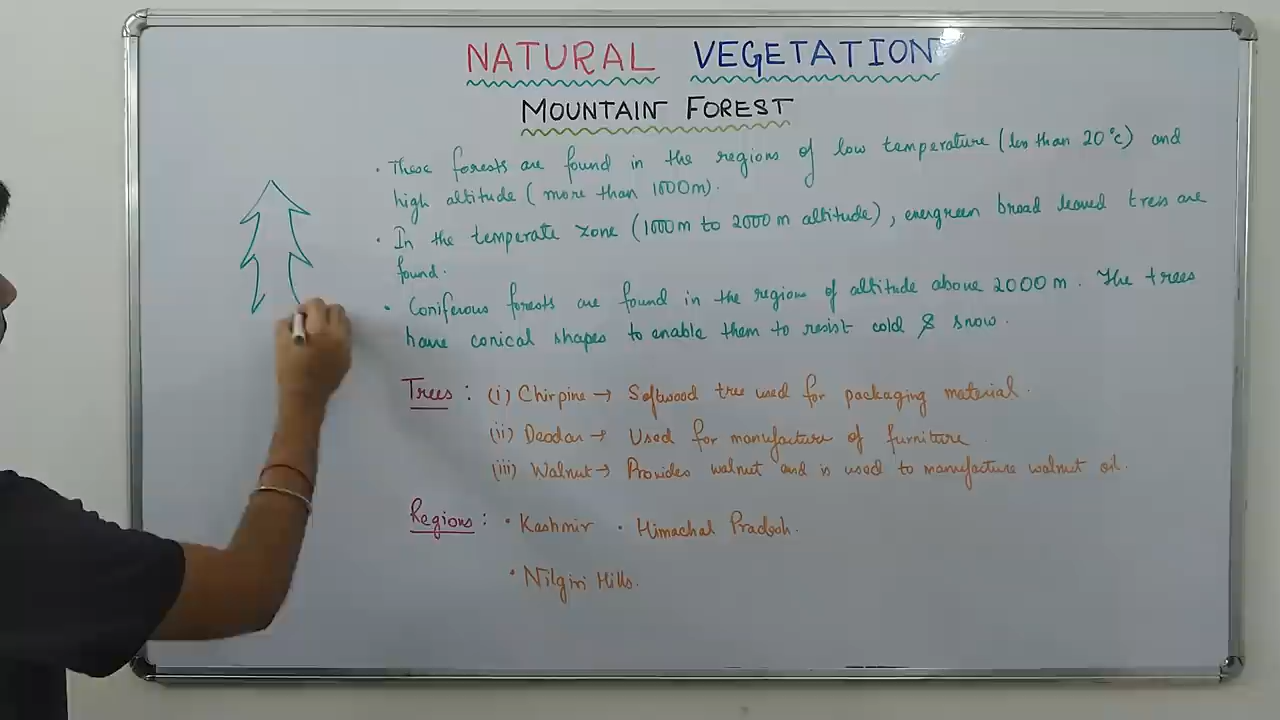 NATURAL VEGETATION
MOUNTAIN FOREST
· These forests are found in the regions of low temperature (less than 20°c) and
high altitude (more than 1000m).
· In the temperate zone (1000m to 2000m altitude), evergreen broad leaved trees are
found.
· Coniferous forests are found in the regions of altitude above 2000m. The trees
have conical shapes to enable them to resist cold & snow.
Trees: (i) Chirpine → Softwood tree used for packaging material.
(ii) Deodar → Used for manufacture of furniture.
(iii) Walnut → Provides walnut and is used to manufacture walnut oil.
Regions: · Kashmir · Himachal Pradesh.
· Nilgiri Hills.